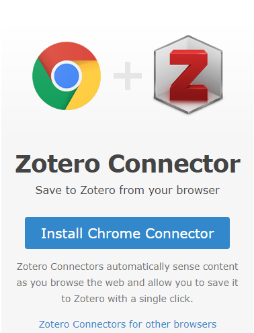 Z
Zotero Connector
Save to Zotero from your browser
Install Chrome Connector
Zotero Connectors automatically sense content
as you browse the web and allow you to save it
to Zotero with a single click.
Zotero Connectors for other browsers